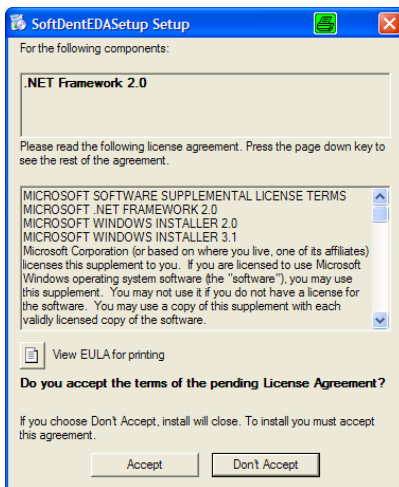 SoftDentEDASetup Setup
For the following components:
.NET Framework 2.0
Please read the following license agreement. Press the page down key to
see the rest of the agreement.
MICROSOFT SOFTWARE SUPPLEMENTAL LICENSE TERMS
MICROSOFT .NET FRAMEWORK 2.0
MICROSOFT WINDOWS INSTALLER 2.0
MICROSOFT WINDOWS INSTALLER 3.1
Microsoft Corporation (or based on where you live, one of its affiliates)
licenses this supplement to you. If you are licensed to use Microsoft
Windows operating system software (the "software"), you may use
this supplement. You may not use it if you do not have a license for
the software. You may use a copy of this supplement with each
validly licensed copy of the software.
View EULA for printing
Do you accept the terms of the pending License Agreement?
If you choose Don't Accept, install will close. To install you must accept
this agreement.
Accept
Don't Accept